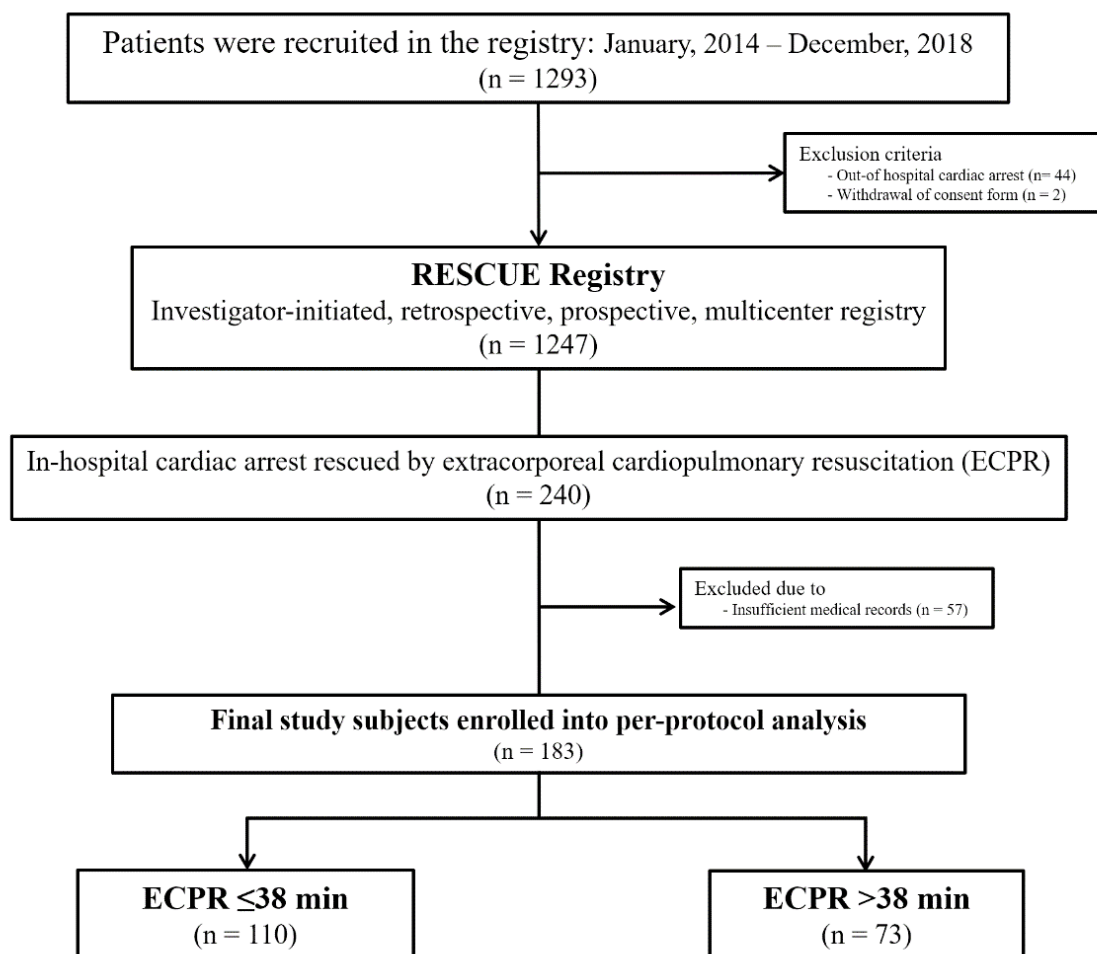 Patients were recruited in the registry: January, 2014 – December, 2018
(n = 1293)
Exclusion criteria
- Out-of hospital cardiac arrest (n= 44)
- Withdrawal of consent form (n = 2)
RESCUE Registry
Investigator-initiated, retrospective, prospective, multicenter registry
(n = 1247)
In-hospital cardiac arrest rescued by extracorporeal cardiopulmonary resuscitation (ECPR)
(n = 240)
Excluded due to
- Insufficient medical records (n = 57)
Final study subjects enrolled into per-protocol analysis
(n = 183)
ECPR ≤38 min
(n = 110)
ECPR >38 min
(n = 73)